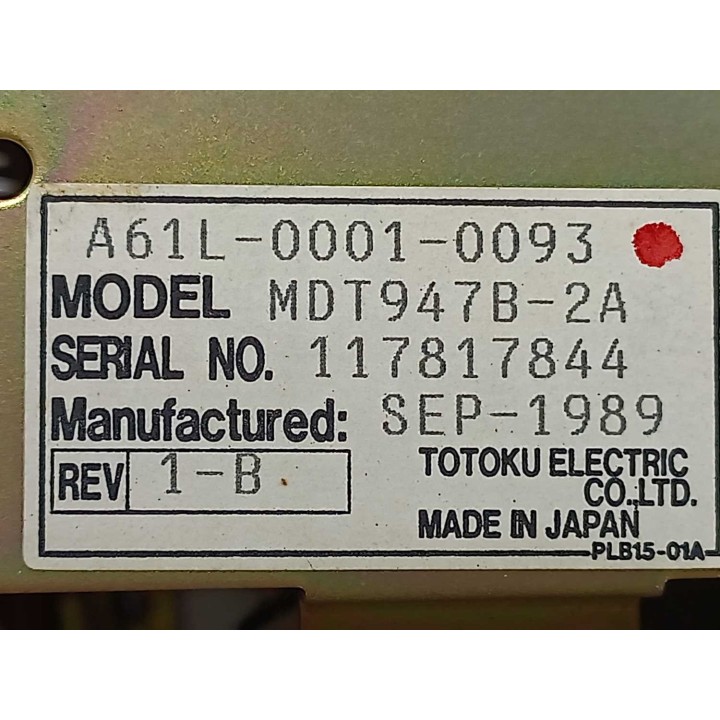 A61L-0001-0093
MODEL MDT947B-2A
SERIAL NO. 117817844
Manufactured: SEP-1989
REV 1-B
TOTOKU ELECTRIC
CO.,LTD.
MADE IN JAPAN
PLB15-01A